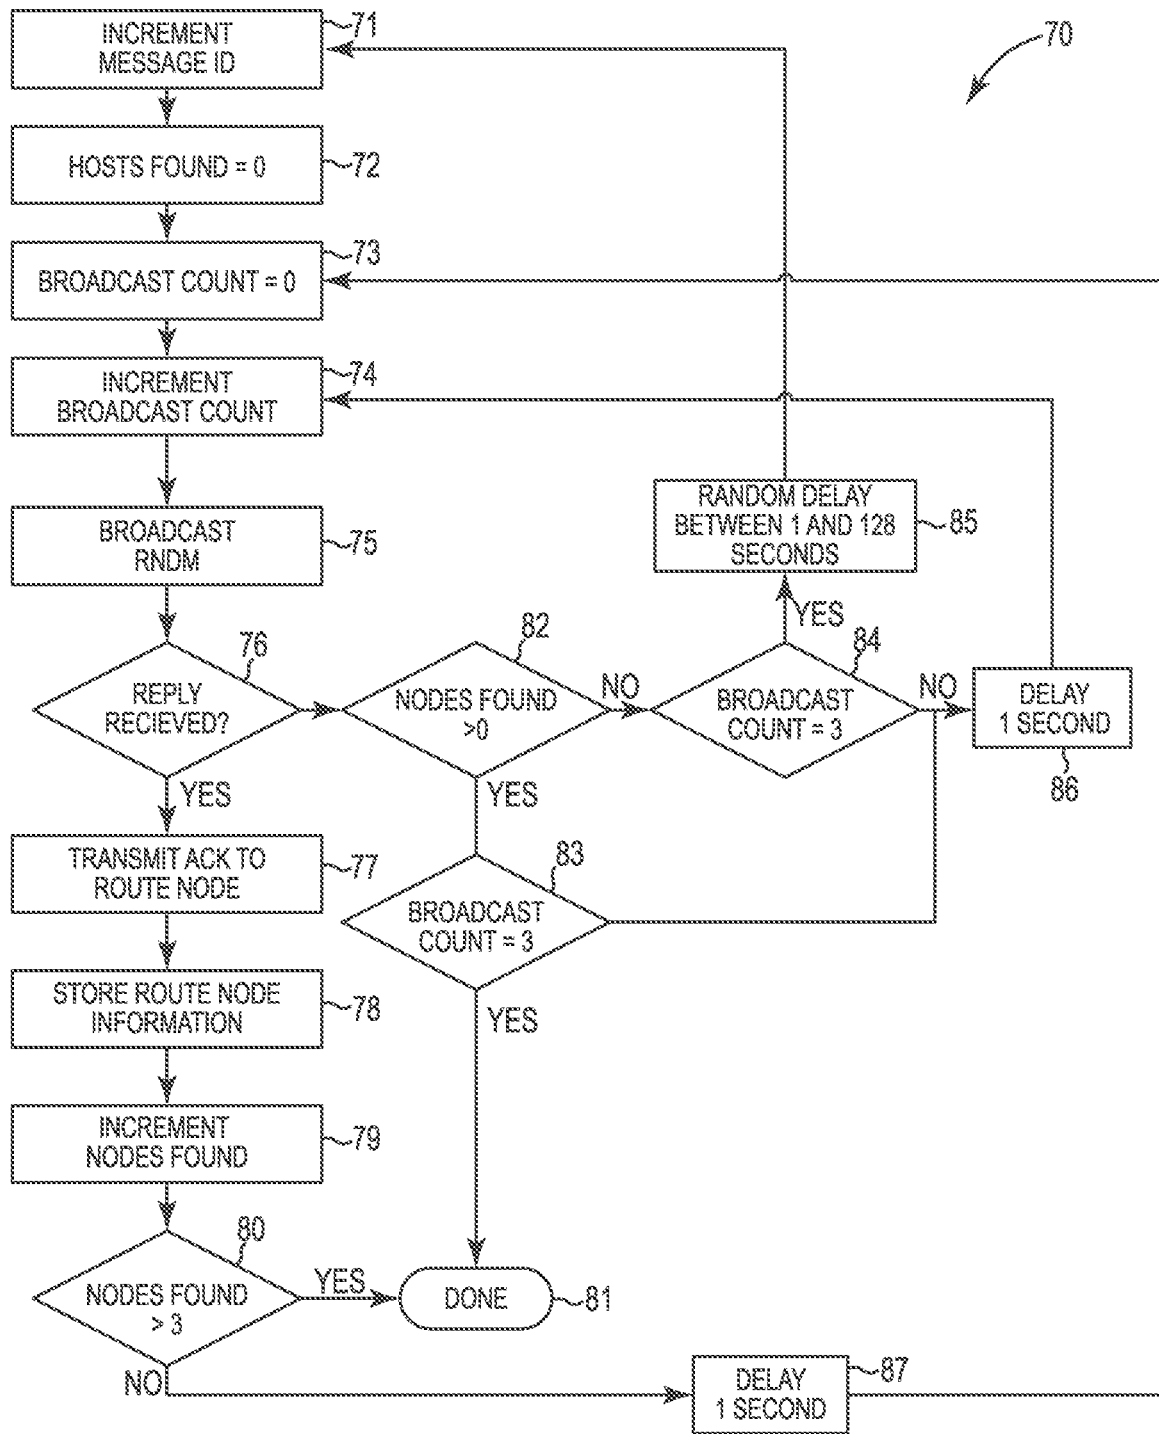 INCREMENT
MESSAGE ID
71
70
HOSTS FOUND = 0
72
BROADCAST COUNT = 0
73
INCREMENT
BROADCAST COUNT
74
BROADCAST
RNDM
75
RANDOM DELAY
BETWEEN 1 AND 128
SECONDS
85
REPLY
RECIEVED?
76
YES
NODES FOUND
>0
82
NO
YES
BROADCAST
COUNT = 3
84
YES
NO
DELAY
1 SECOND
86
TRANSMIT ACK TO
ROUTE NODE
77
BROADCAST
COUNT = 3
83
YES
STORE ROUTE NODE
INFORMATION
78
INCREMENT
NODES FOUND
79
NODES FOUND
> 3
80
YES
NO
DONE
81
DELAY
1 SECOND
87